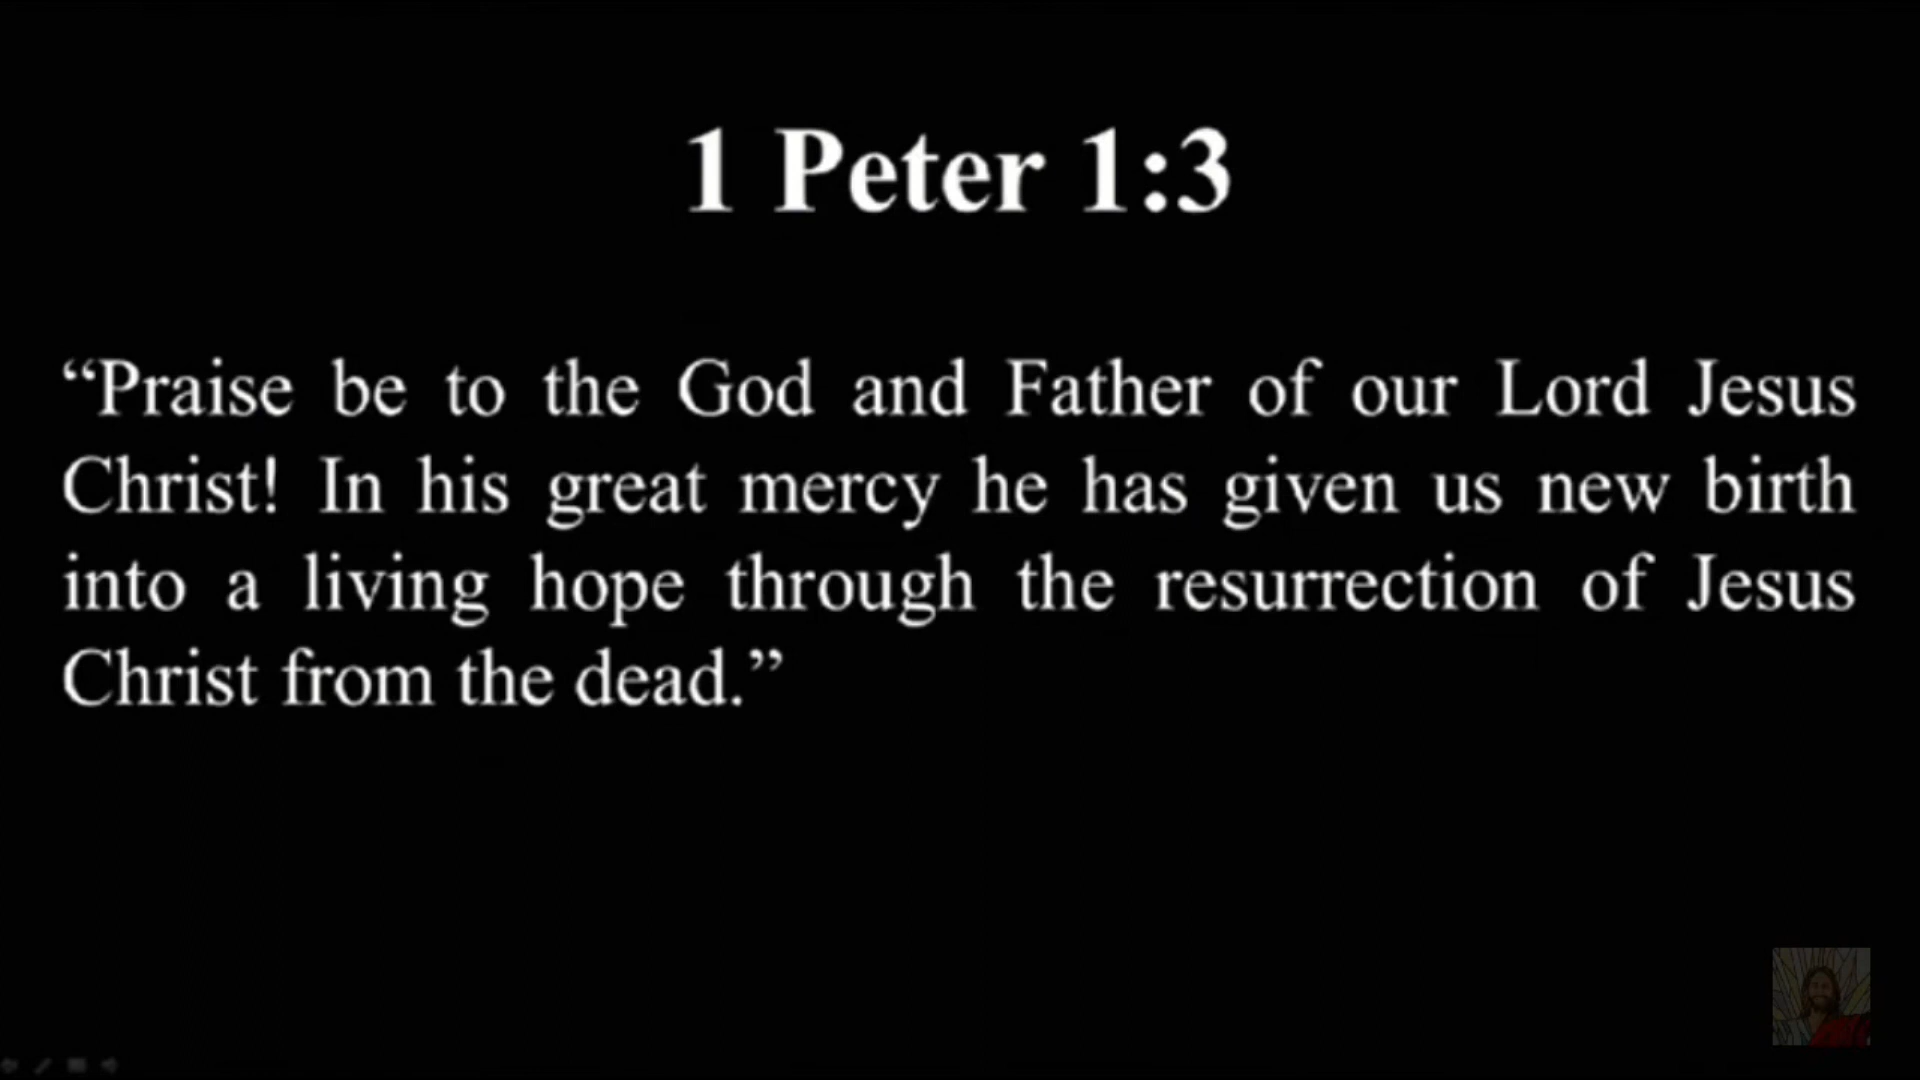 1 Peter 1:3
“Praise be to the God and Father of our Lord Jesus
Christ! In his great mercy he has given us new birth
into a living hope through the resurrection of Jesus
Christ from the dead.”